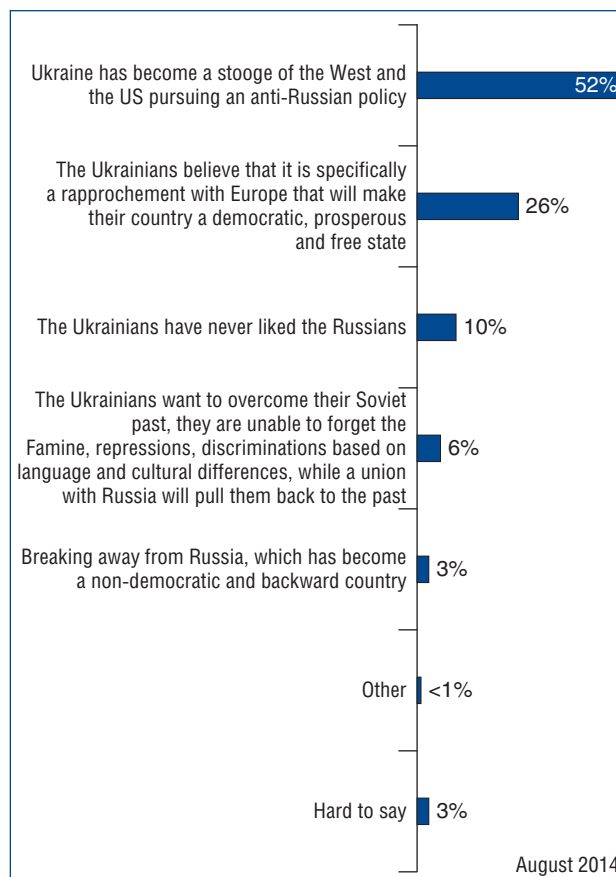 Ukraine has become a stooge of the West and
the US pursuing an anti-Russian policy
52%
The Ukrainians believe that it is specifically
a rapprochement with Europe that will make
their country a democratic, prosperous
and free state
26%
The Ukrainians have never liked the Russians
10%
The Ukrainians want to overcome their Soviet
past, they are unable to forget the
Famine, repressions, discriminations based on
language and cultural differences, while a union
with Russia will pull them back to the past
6%
Breaking away from Russia, which has become
a non-democratic and backward country
3%
Other
<1%
Hard to say
3%
August 2014